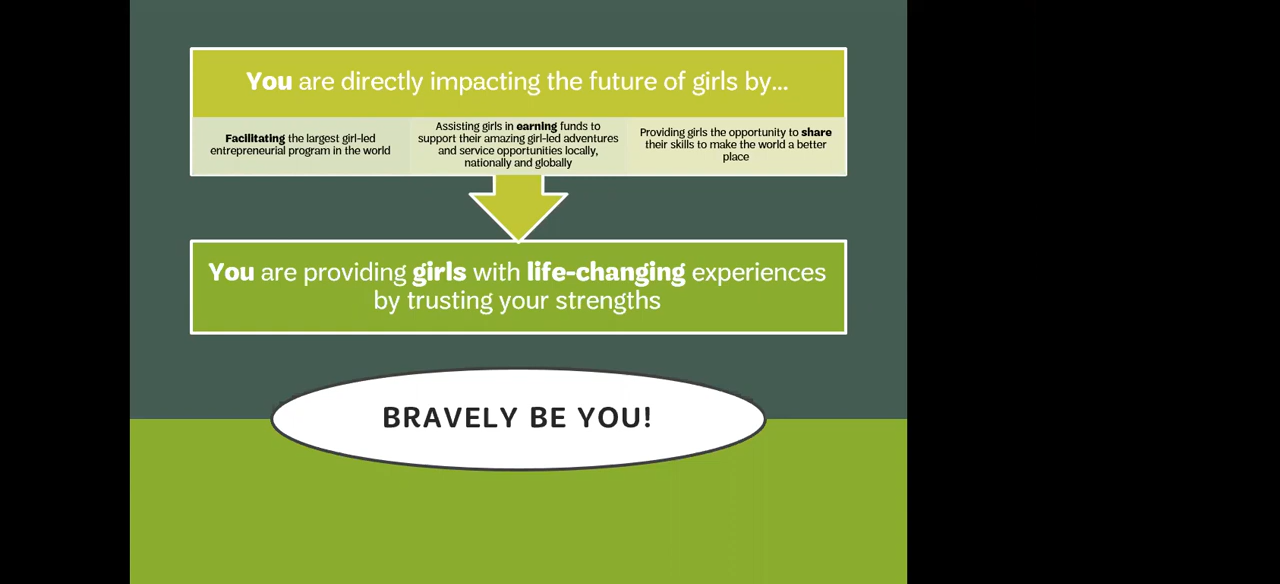 You are directly impacting the future of girls by...
Facilitating the largest girl-led
entrepreneurial program in the world
Assisting girls in earning funds to
support their amazing girl-led adventures
and service opportunities locally,
nationally and globally
Providing girls the opportunity to share
their skills to make the world a better
place
You are providing girls with life-changing experiences
by trusting your strengths
BRAVELY BE YOU!